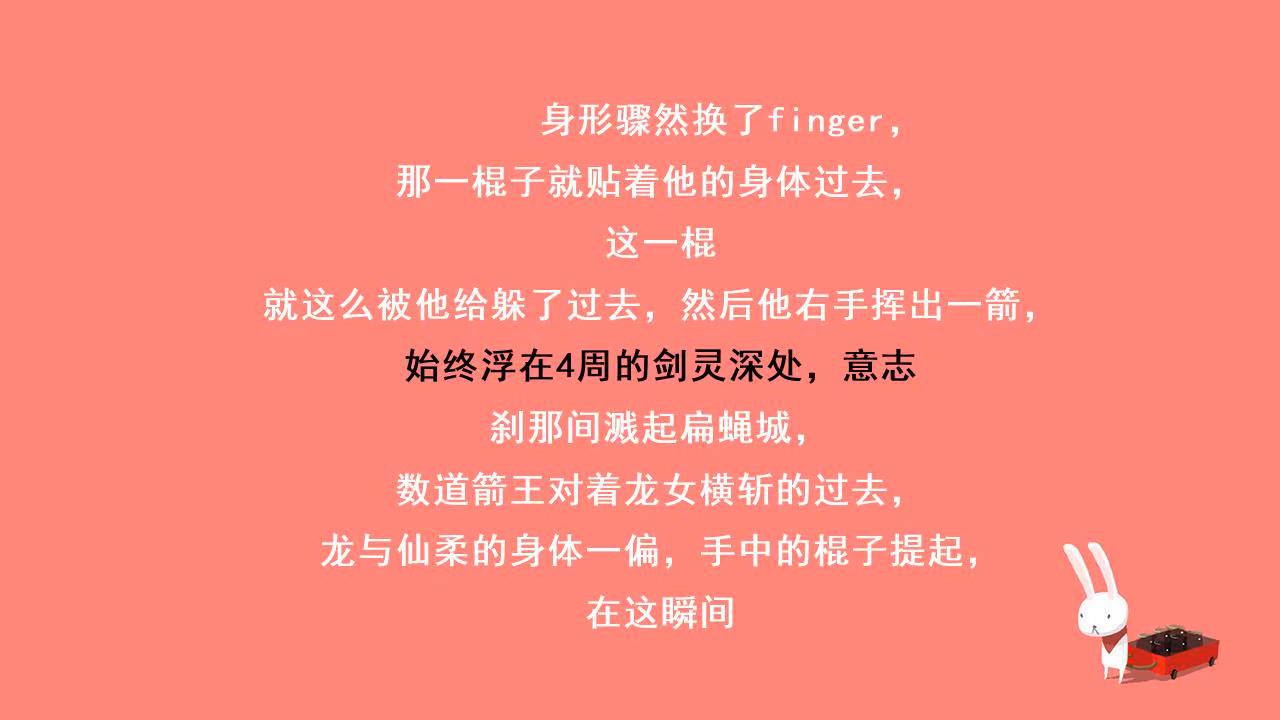 身形骤然换了finger，
那一棍子就贴着他的身体过去，
这一棍
就这么被他给躲了过去，然后他右手挥出一箭，
始终浮在4周的剑灵深处，意志
刹那间溅起扁蝇城，
数道箭王对着龙女横斩的过去，
龙与仙柔的身体一偏，手中的棍子提起，
在这瞬间